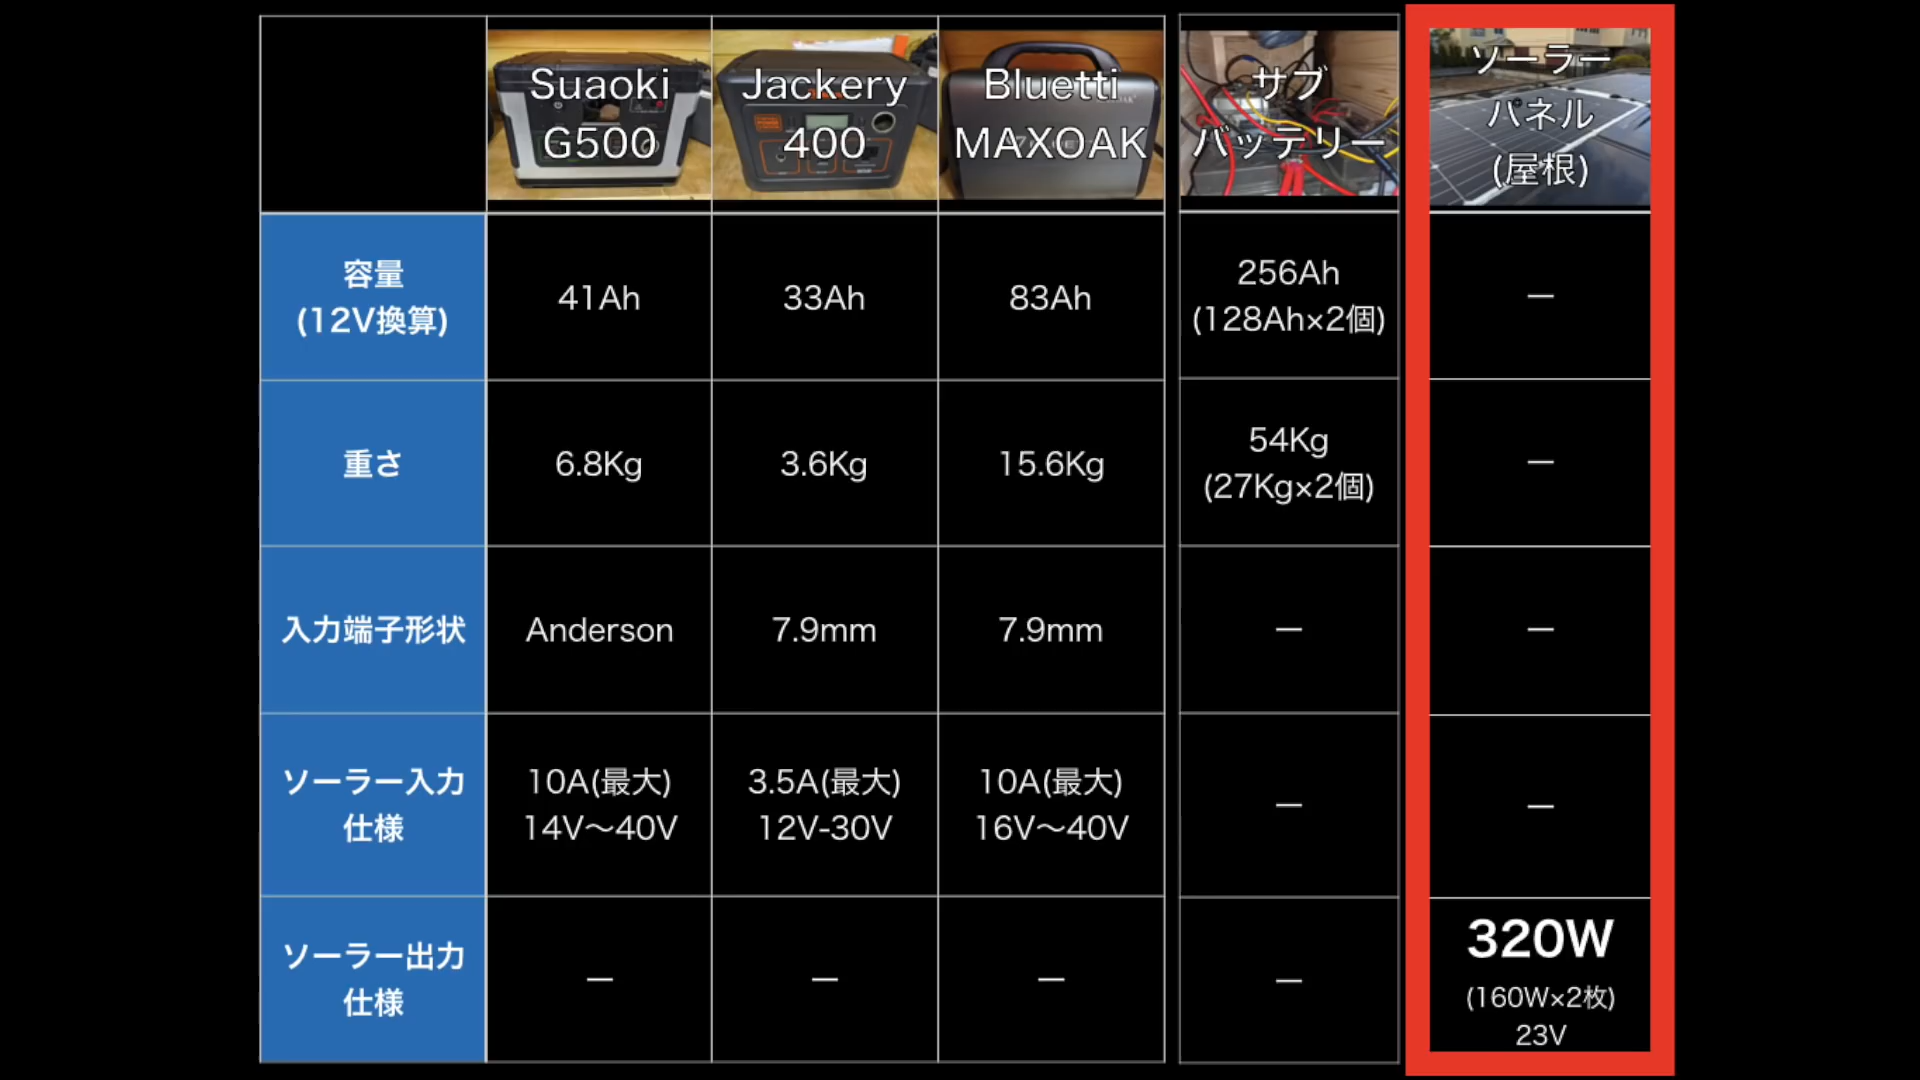 Suaoki
G500
Jackery
400
Bluetti
MAXOAK
サブ
バッテリー
ソーラー
パネル
(屋根)
容量
(12V換算)
41Ah
33Ah
83Ah
256Ah
(128Ah×2個)
—
重さ
6.8Kg
3.6Kg
15.6Kg
54Kg
(27Kg×2個)
—
入力端子形状
Anderson
7.9mm
7.9mm
—
—
ソーラー入力
仕様
10A(最大)
14V〜40V
3.5A(最大)
12V-30V
10A(最大)
16V〜40V
—
—
ソーラー出力
仕様
—
—
—
—
320W
(160W×2枚)
23V